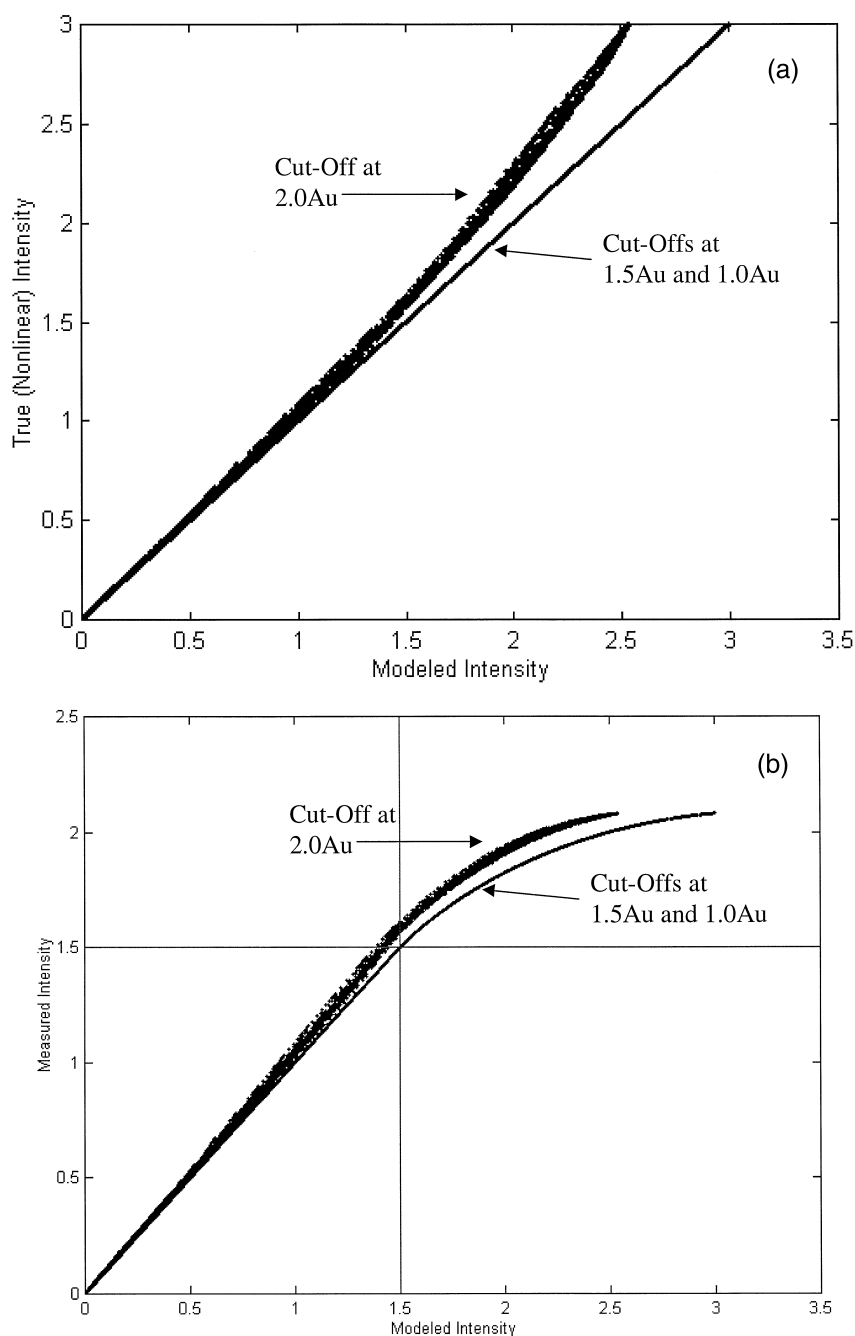 3
(a)
2.5
Cut-Off at
2.0Au
2
Cut-Offs at
1.5Au and 1.0Au
1.5
1
0.5
0
True (Nonlinear) Intensity
0 0.5 1 1.5 2 2.5 3 3.5
Modeled Intensity
2.5
(b)
Cut-Off at
2.0Au
2
Cut-Offs at
1.5Au and 1.0Au
1.5
1
0.5
0
Measured Intensity
0 0.5 1 1.5 2 2.5 3 3.5
Modeled Intensity